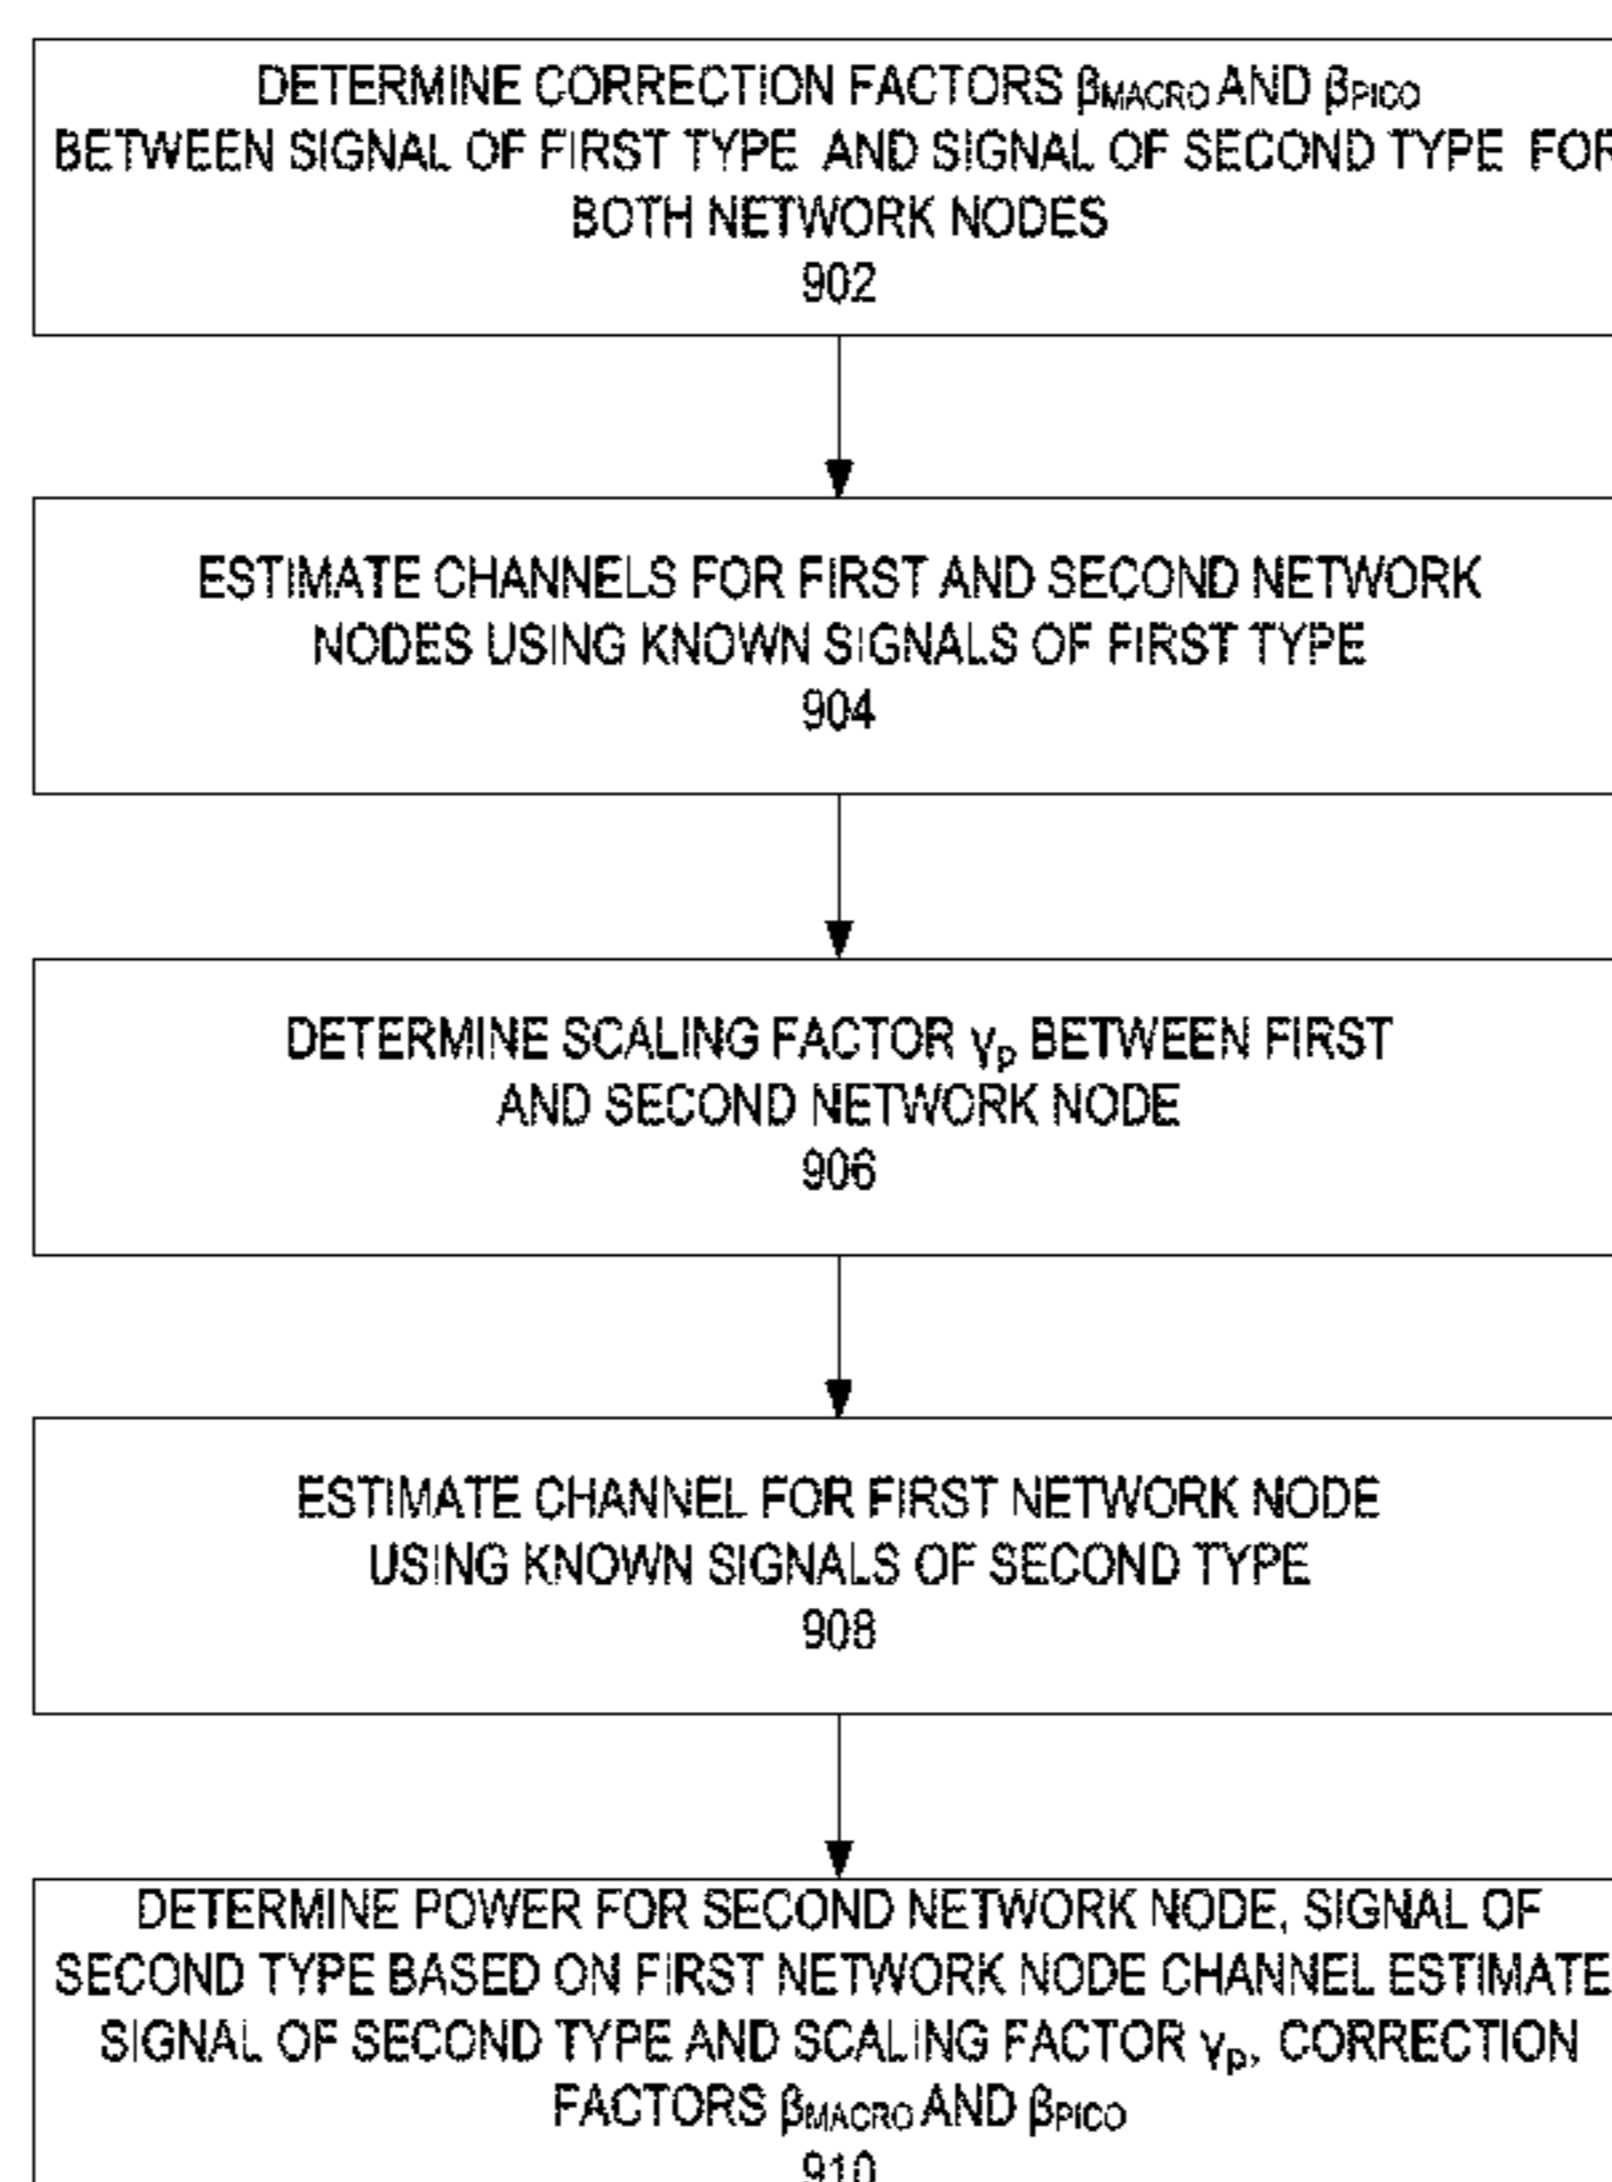 DETERMINE CORRECTION FACTORS βMACRO AND βPICO
BETWEEN SIGNAL OF FIRST TYPE AND SIGNAL OF SECOND TYPE FOR
BOTH NETWORK NODES
902
ESTIMATE CHANNELS FOR FIRST AND SECOND NETWORK
NODES USING KNOWN SIGNALS OF FIRST TYPE
904
DETERMINE SCALING FACTOR γp BETWEEN FIRST
AND SECOND NETWORK NODE
906
ESTIMATE CHANNEL FOR FIRST NETWORK NODE
USING KNOWN SIGNALS OF SECOND TYPE
908
DETERMINE POWER FOR SECOND NETWORK NODE, SIGNAL OF
SECOND TYPE BASED ON FIRST NETWORK NODE CHANNEL ESTIMATE
SIGNAL OF SECOND TYPE AND SCALING FACTOR γp, CORRECTION
FACTORS βMACRO AND βPICO
910